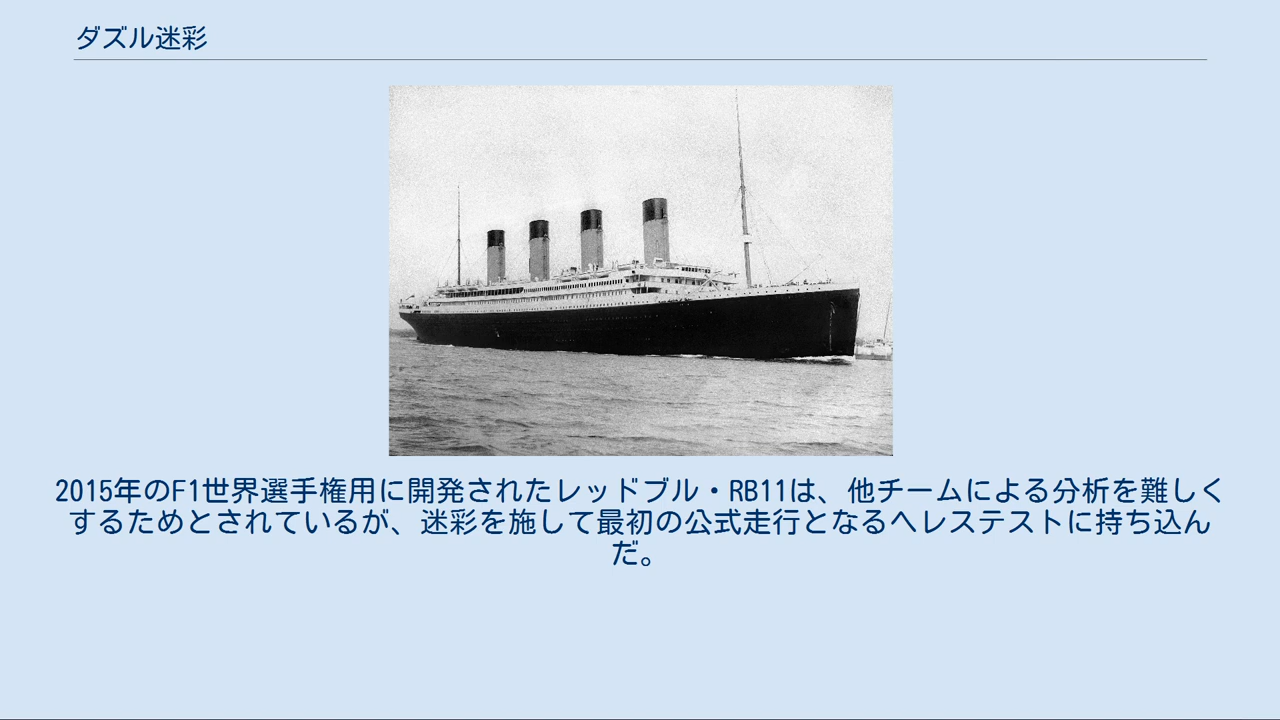 ダズル迷彩
2015年のF1世界選手権用に開発されたレッドブル・RB11は、他チームによる分析を難しく
するためとされているが、迷彩を施して最初の公式走行となるヘレステストに持ち込ん
だ。